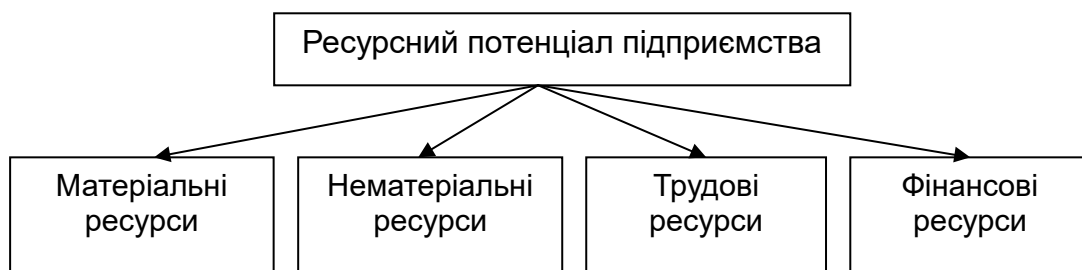 Ресурсний потенціал підприємства
Матеріальні
ресурси
Нематеріальні
ресурси
Трудові
ресурси
Фінансові
ресурси